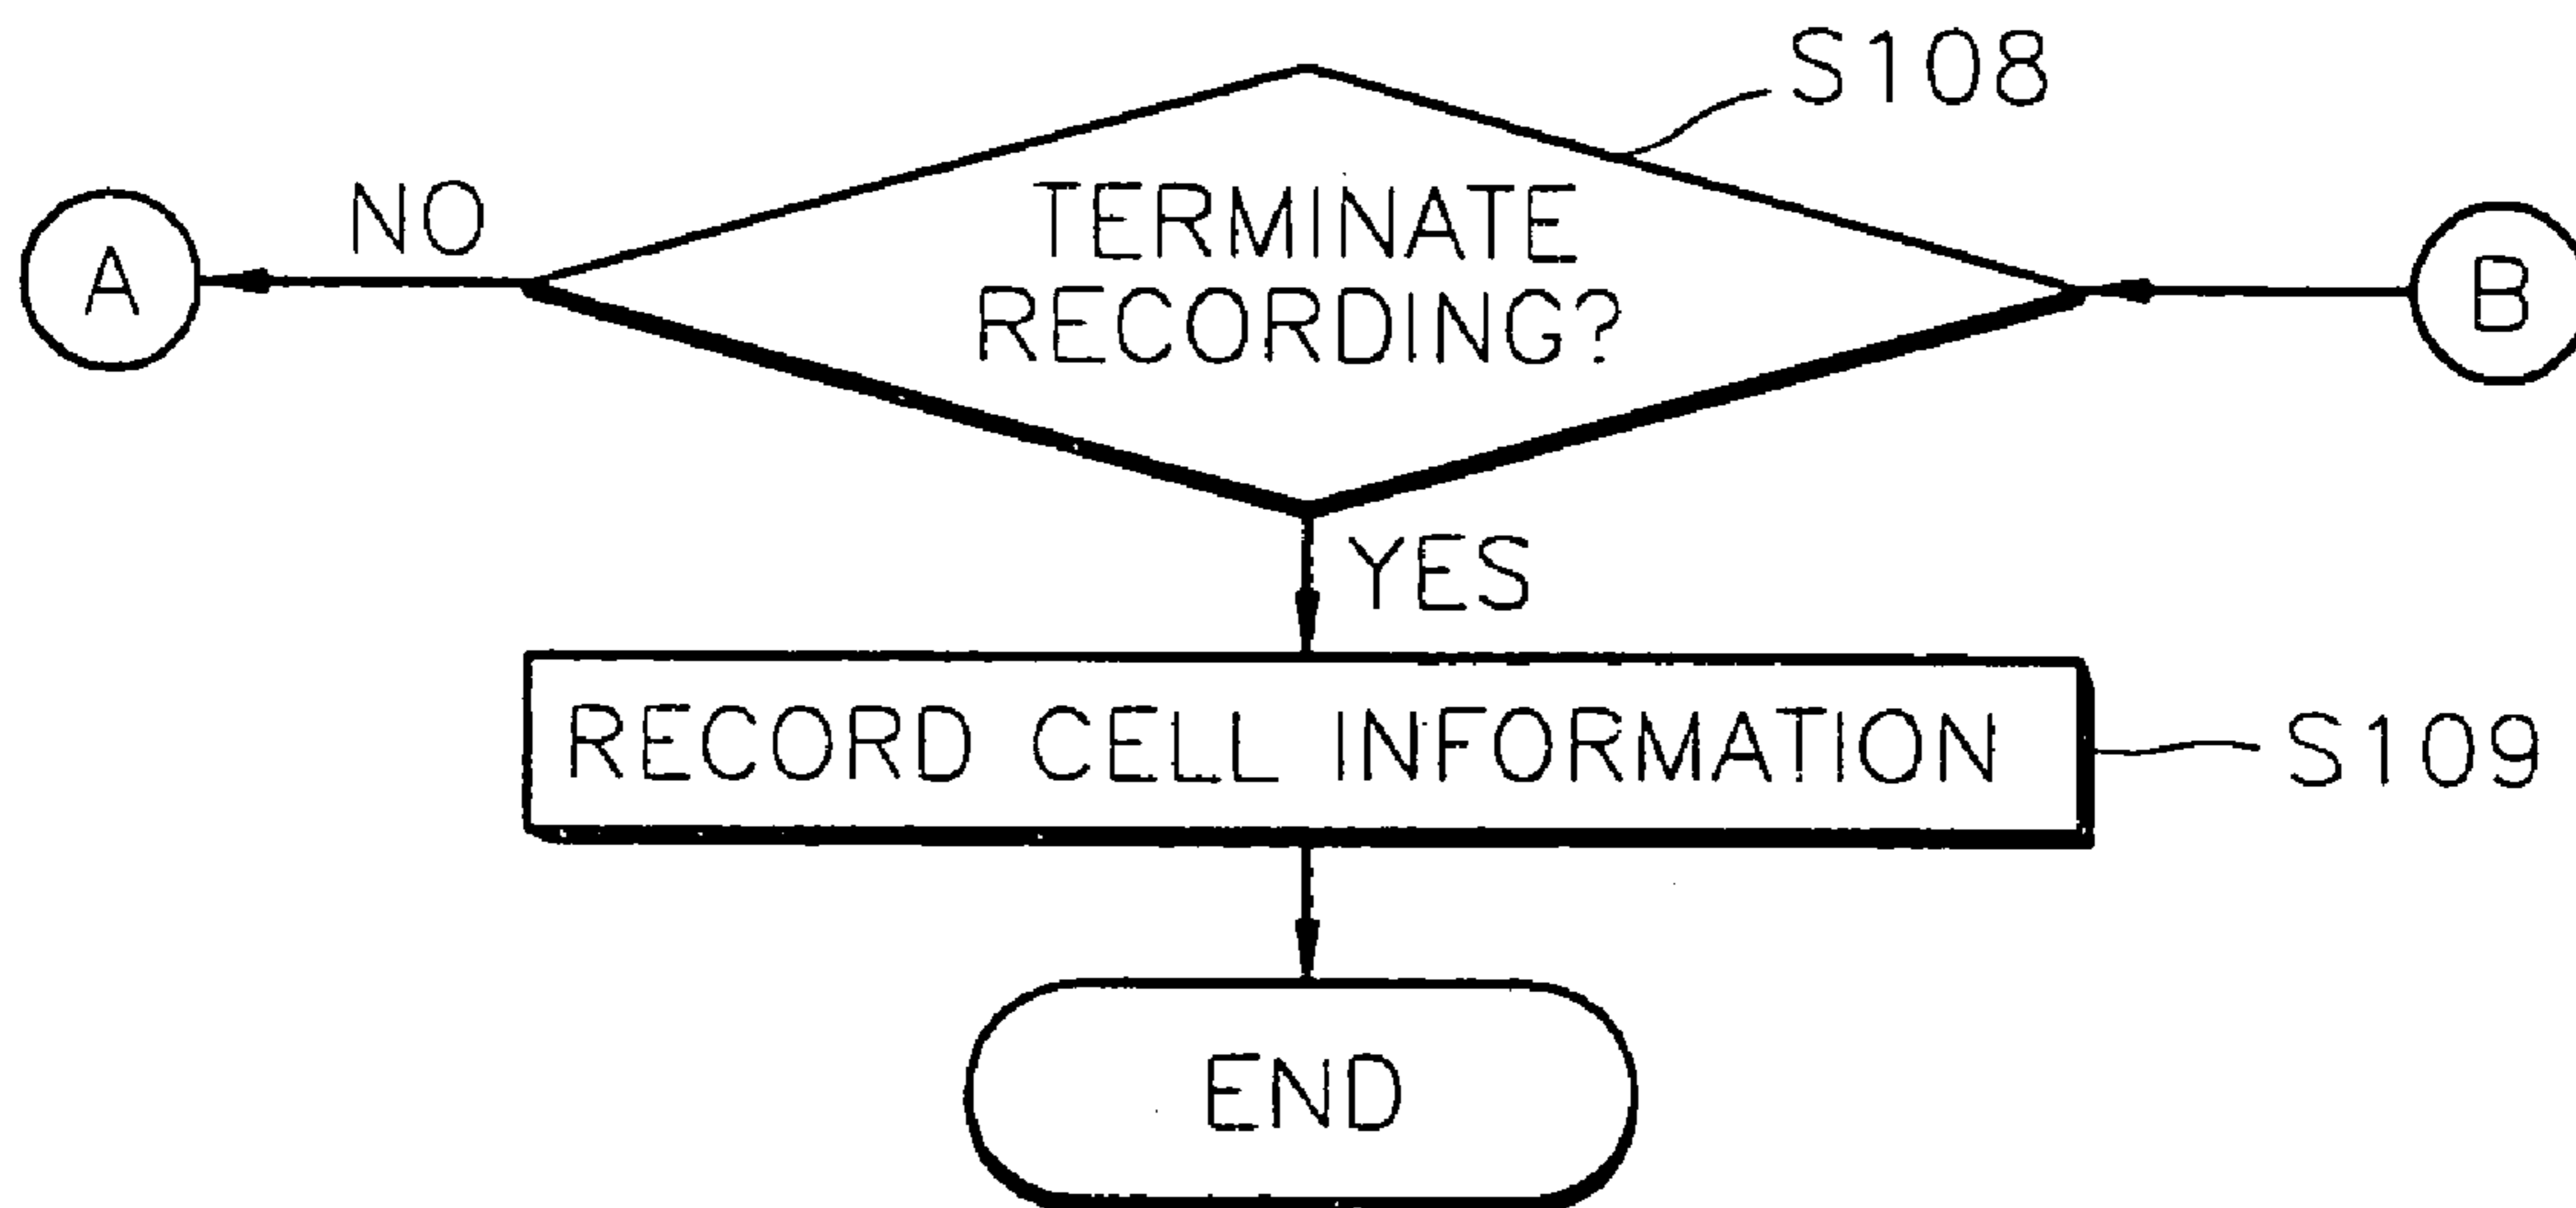 S108
NO
A
TERMINATE
RECORDING?
B
YES
RECORD CELL INFORMATION
S109
END